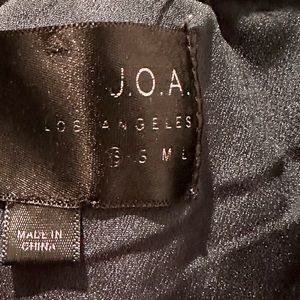 J.O.A.
LOS ANGELES
S M L
MADE IN
CHINA